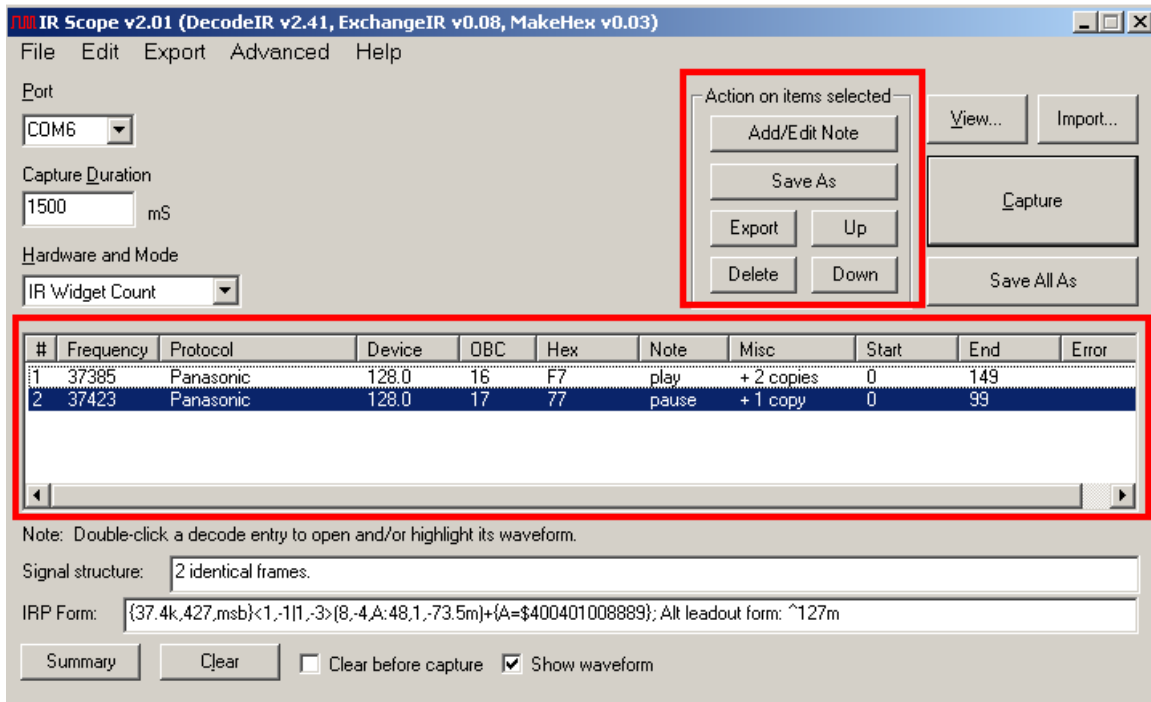 IR Scope v2.01 (DecodeIR v2.41, ExchangeIR v0.08, MakeHex v0.03)
File Edit Export Advanced Help
Port
COM6
Capture Duration
1500 mS
Hardware and Mode
IR Widget Count
Action on items selected
Add/Edit Note
Save As
Export Up
Delete Down
View... Import...
Capture
Save All As
# Frequency Protocol Device OBC Hex Note Misc Start End Error
1 37385 Panasonic 128.0 16 F7 play + 2 copies 0 149
2 37423 Panasonic 128.0 17 77 pause + 1 copy 0 99
Note: Double-click a decode entry to open and/or highlight its waveform.
Signal structure: 2 identical frames.
IRP Form: {37.4k,427,msb}<1,-1|1,-3>(8,-4,A:48,1,-73.5m)+{A=$400401008889}; Alt leadout form: ^127m
Summary Clear Clear before capture Show waveform